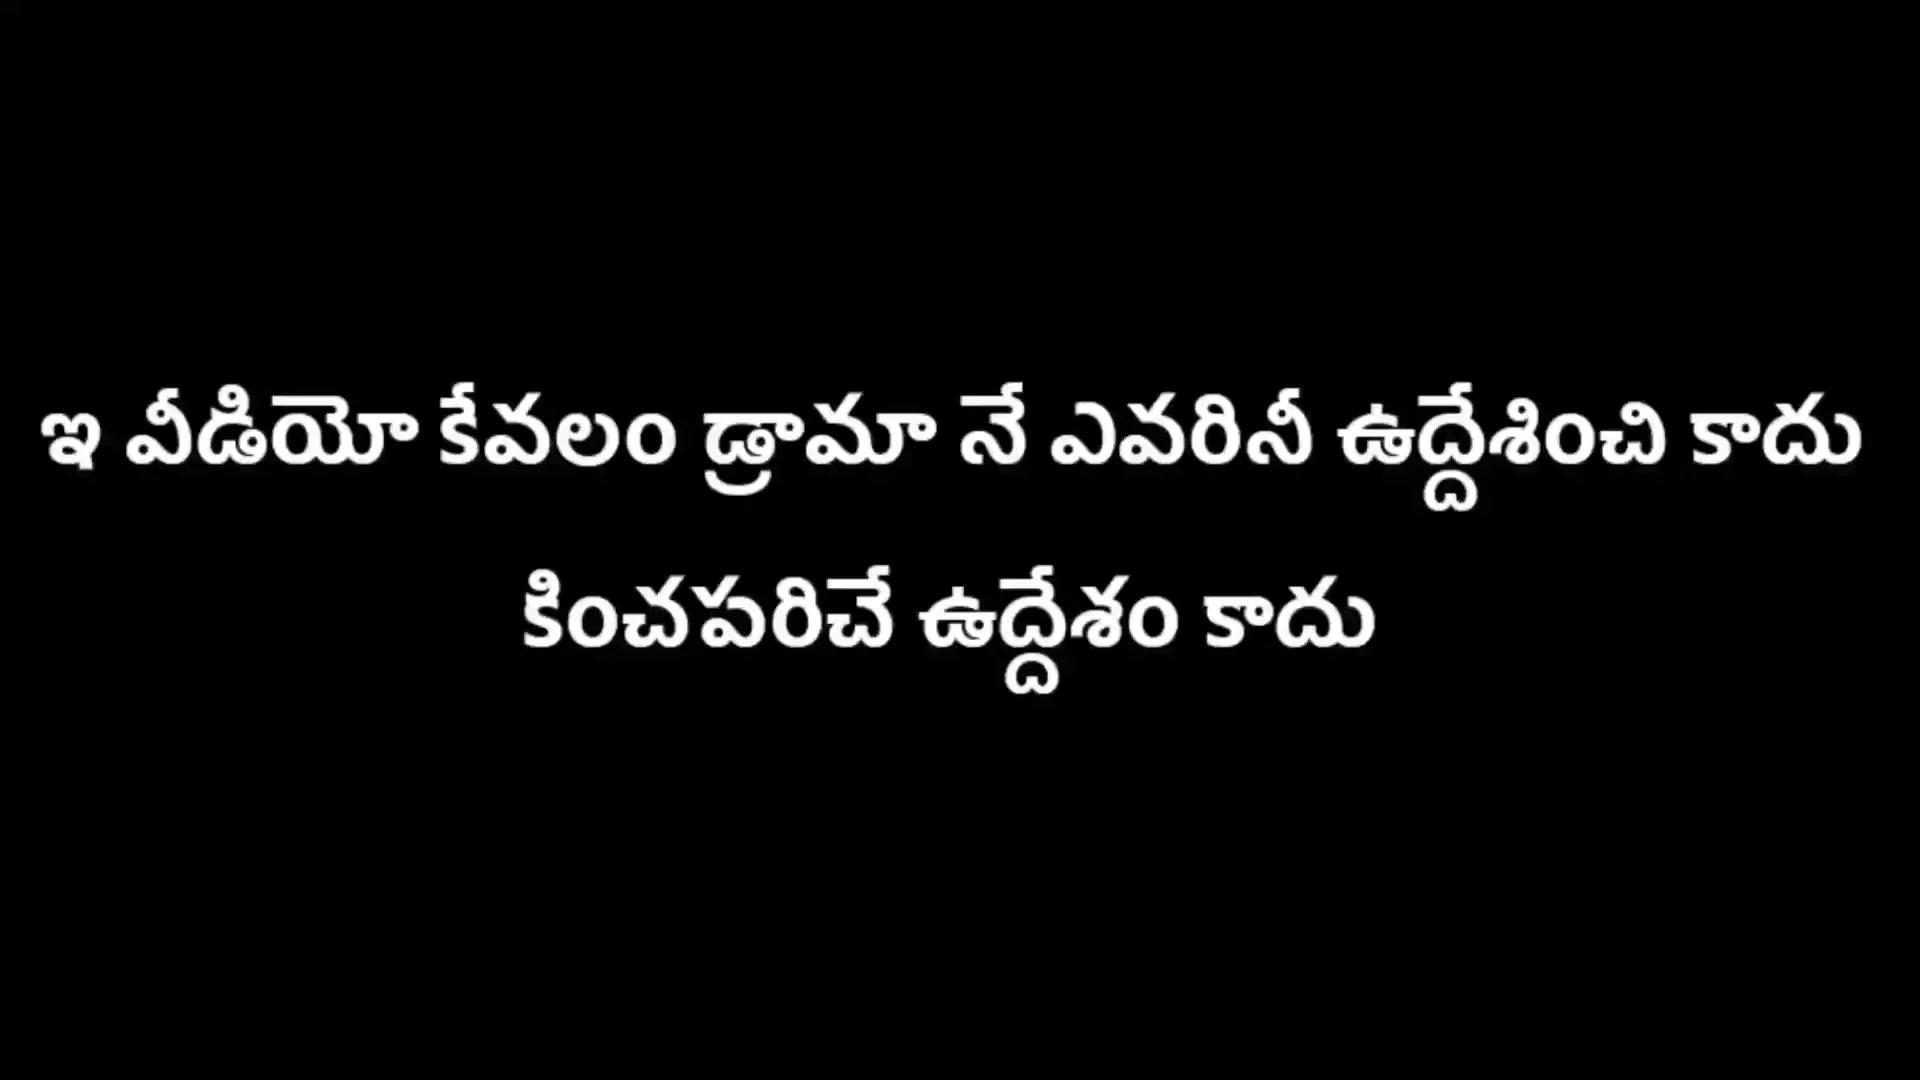 ఇ వీడియో కేవలం డ్రామా నే ఎవరినీ ఉద్దేశించి కాదు
కించపరిచే ఉద్దేశం కాదు